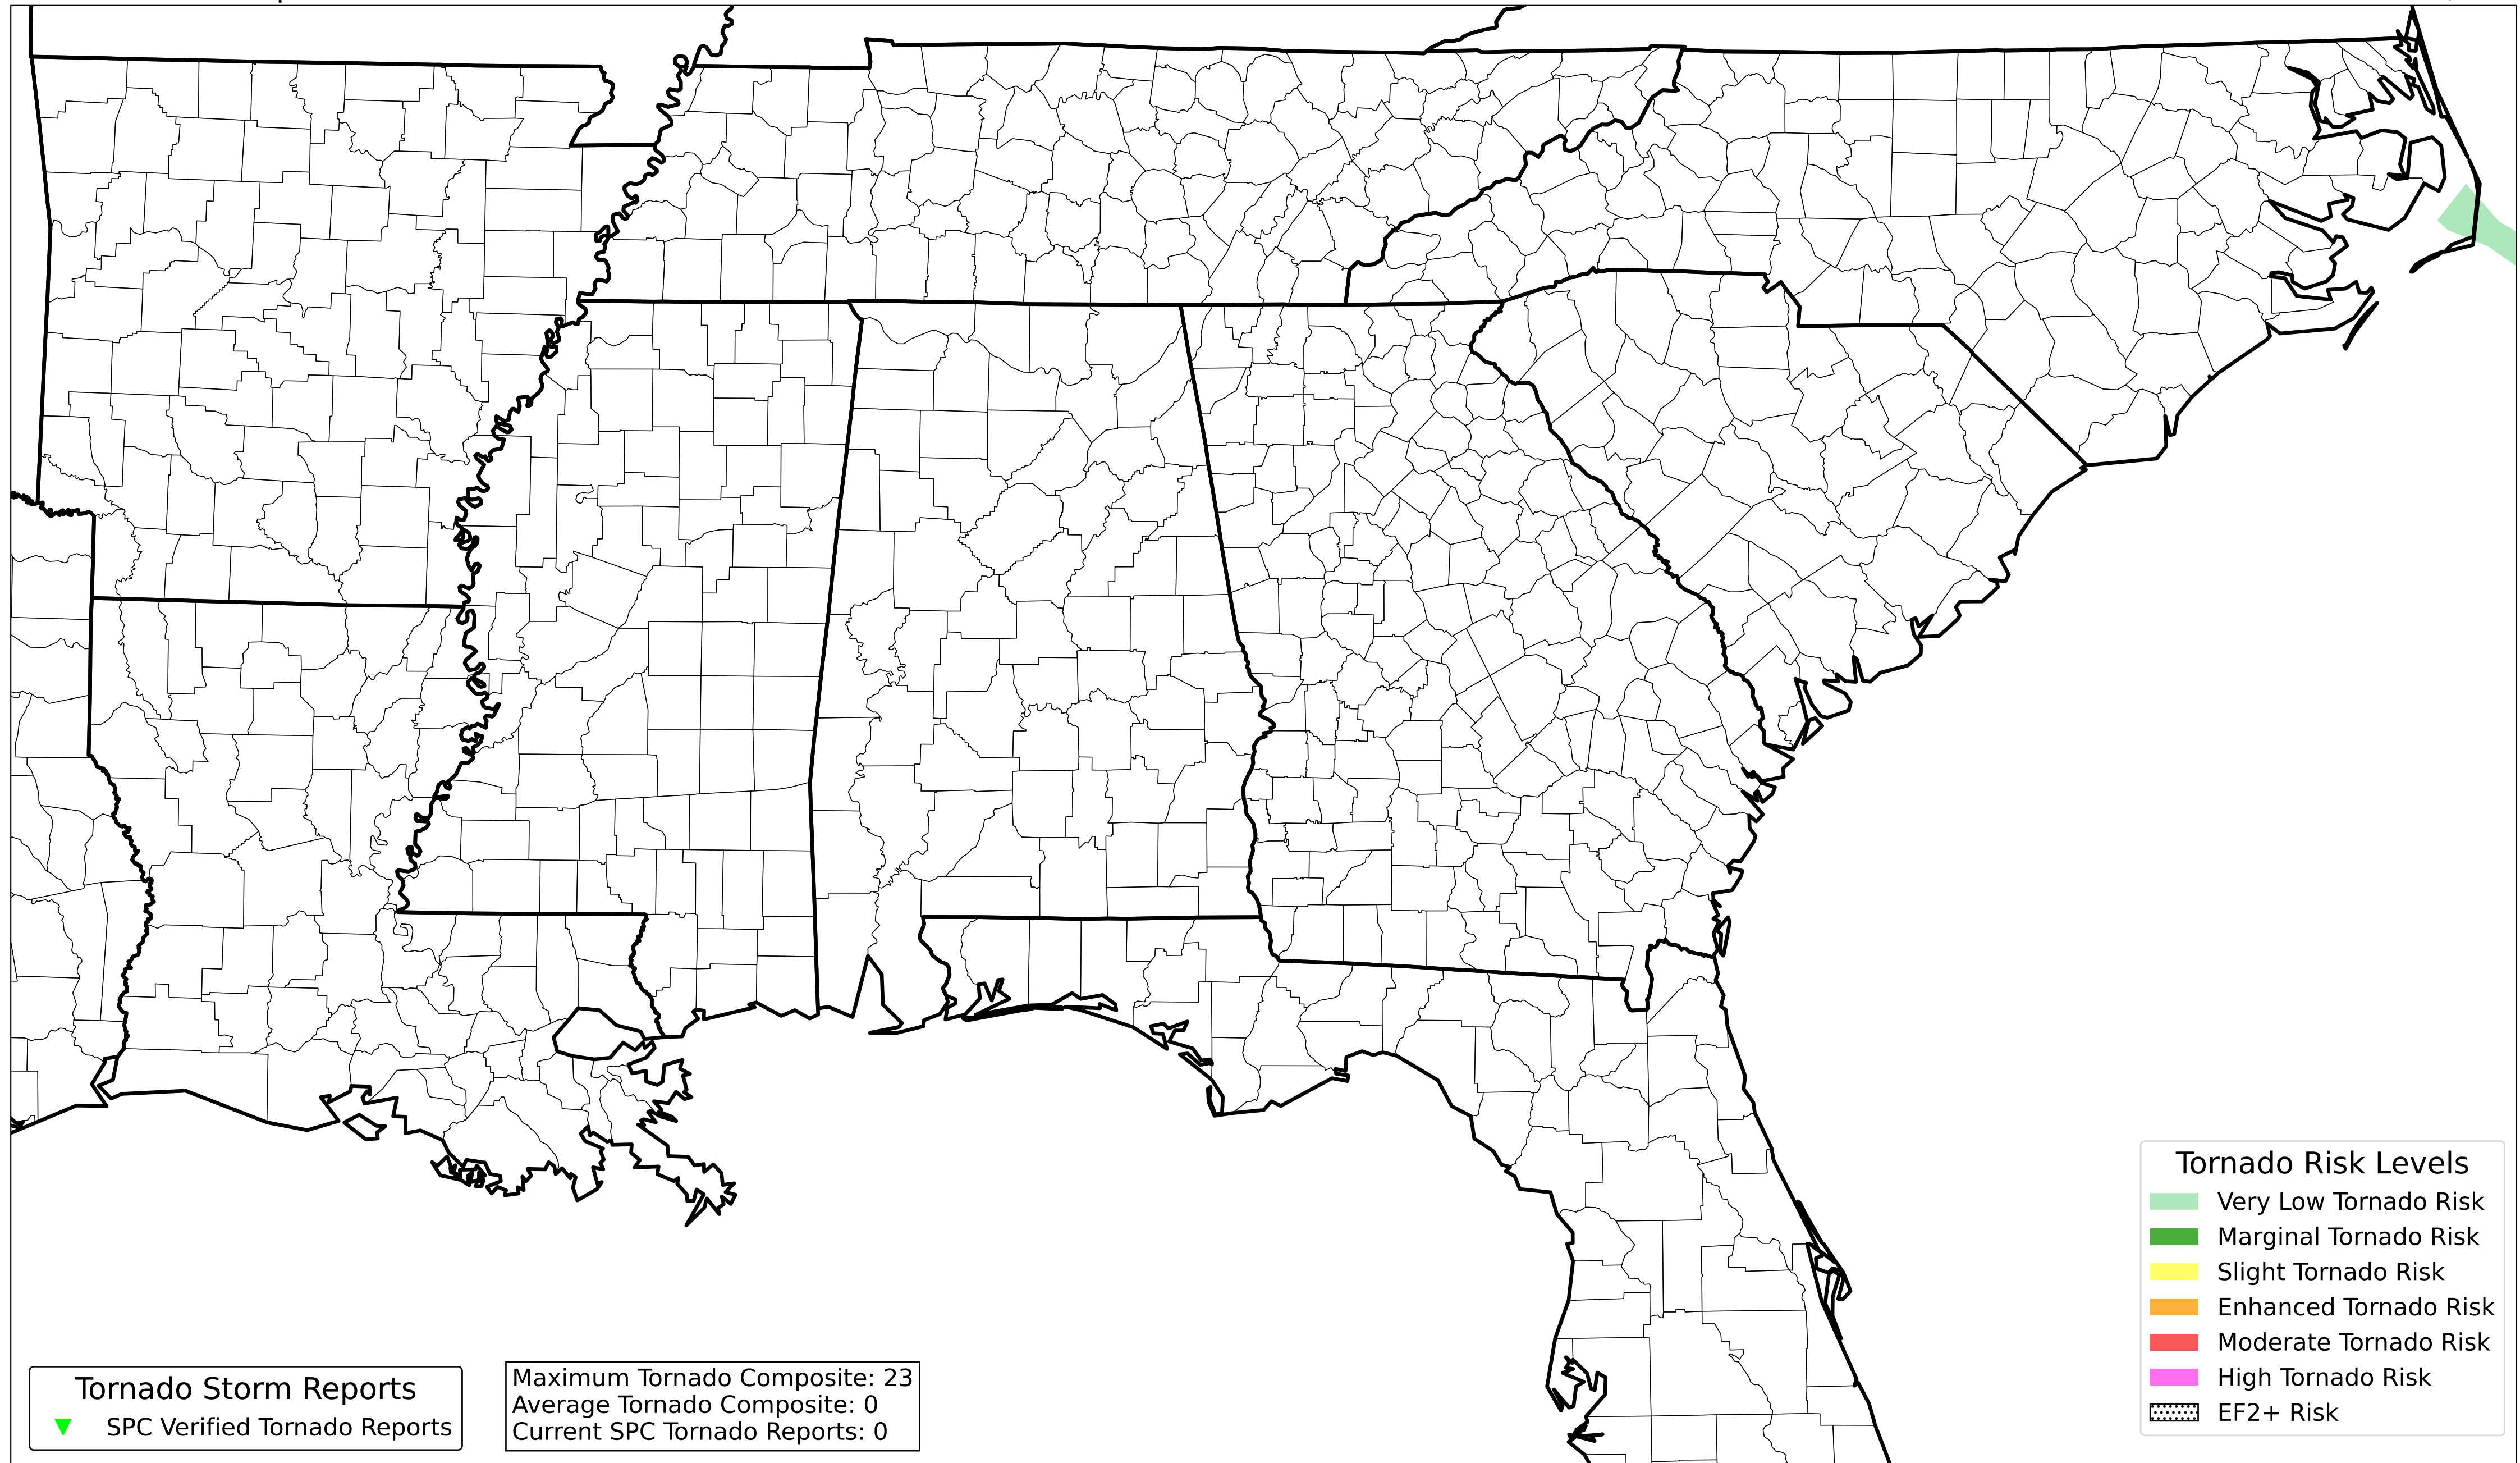 Tornado Risk Levels
Very Low Tornado Risk
Marginal Tornado Risk
Slight Tornado Risk
Enhanced Tornado Risk
Moderate Tornado Risk
High Tornado Risk
EF2+ Risk
Tornado Storm Reports
SPC Verified Tornado Reports
Maximum Tornado Composite: 23
Average Tornado Composite: 0
Current SPC Tornado Reports: 0